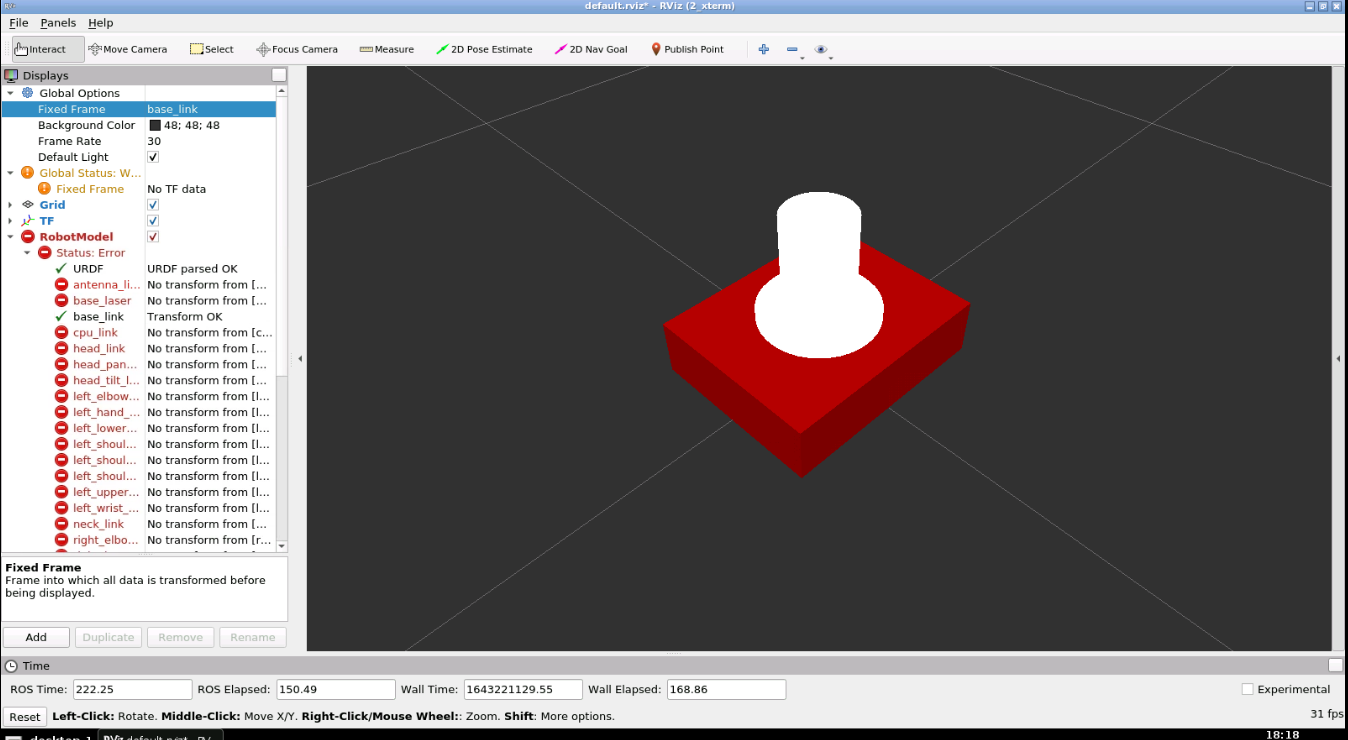 default.rviz* - RViz (2_xterm)
File Panels Help
Interact Move Camera Select Focus Camera Measure 2D Pose Estimate 2D Nav Goal Publish Point
Displays
Global Options
Fixed Frame base_link
Background Color 48; 48; 48
Frame Rate 30
Default Light
Global Status: W...
Fixed Frame No TF data
Grid
TF
RobotModel
Status: Error
URDF URDF parsed OK
antenna_li... No transform from [...
base_laser No transform from [...
base_link Transform OK
cpu_link No transform from [c...
head_link No transform from [...
head_pan... No transform from [...
head_tilt_l... No transform from [...
left_elbow... No transform from [l...
left_hand_... No transform from [l...
left_lower... No transform from [l...
left_shoul... No transform from [l...
left_shoul... No transform from [l...
left_shoul... No transform from [l...
left_upper... No transform from [l...
left_wrist_... No transform from [l...
neck_link No transform from [...
right_elbo... No transform from [r...
Fixed Frame
Frame into which all data is transformed before
being displayed.
Add Duplicate Remove Rename
Time
ROS Time: 222.25 ROS Elapsed: 150.49 Wall Time: 1643221129.55 Wall Elapsed: 168.86 Experimental
Reset Left-Click: Rotate. Middle-Click: Move X/Y. Right-Click/Mouse Wheel:: Zoom. Shift: More options. 31 fps
18:18